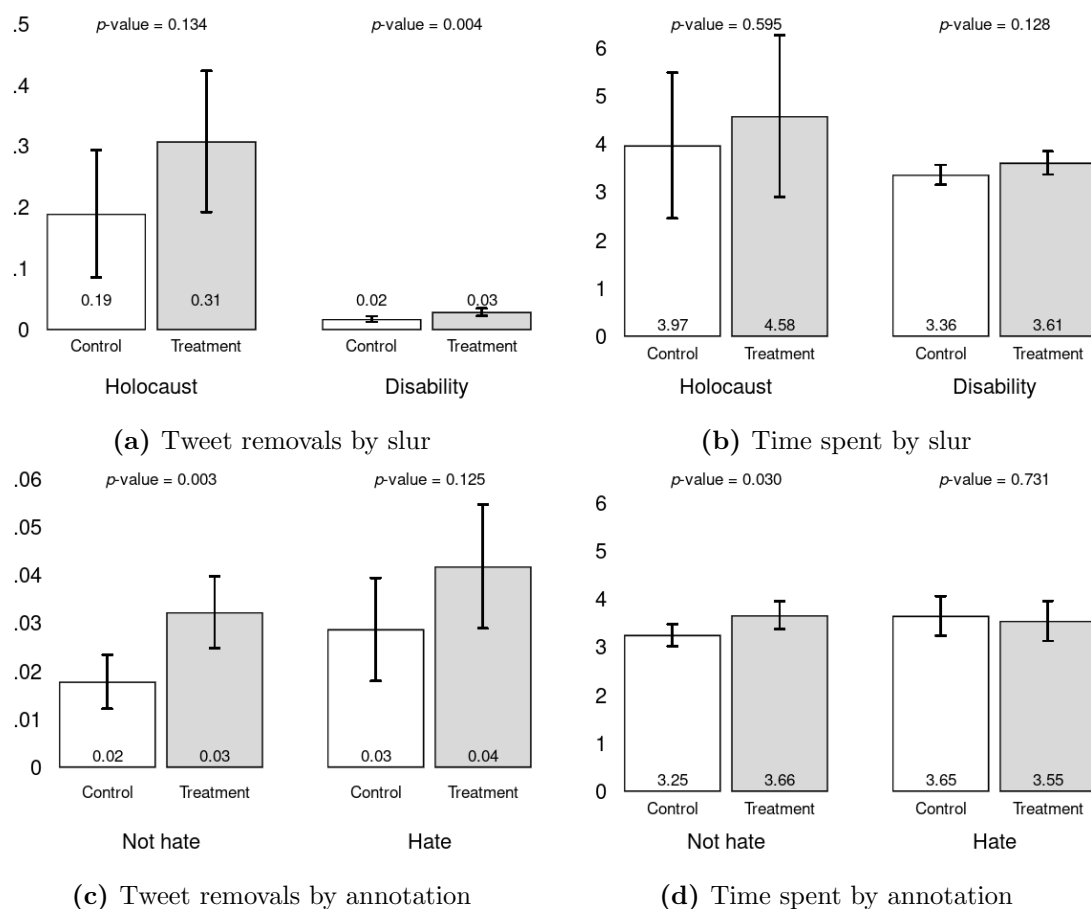 .5
p-value = 0.134
p-value = 0.004
.4
.3
.2
.1
0
0.19
0.31
0.02
0.03
Control
Treatment
Control
Treatment
Holocaust
Disability
(a) Tweet removals by slur
p-value = 0.595
p-value = 0.128
6
5
4
3
2
1
0
3.97
4.58
3.36
3.61
Control
Treatment
Control
Treatment
Holocaust
Disability
(b) Time spent by slur
.06
p-value = 0.003
p-value = 0.125
.05
.04
.03
.02
.01
0
0.02
0.03
0.03
0.04
Control
Treatment
Control
Treatment
Not hate
Hate
(c) Tweet removals by annotation
p-value = 0.030
p-value = 0.731
6
5
4
3
2
1
0
3.25
3.66
3.65
3.55
Control
Treatment
Control
Treatment
Not hate
Hate
(d) Time spent by annotation